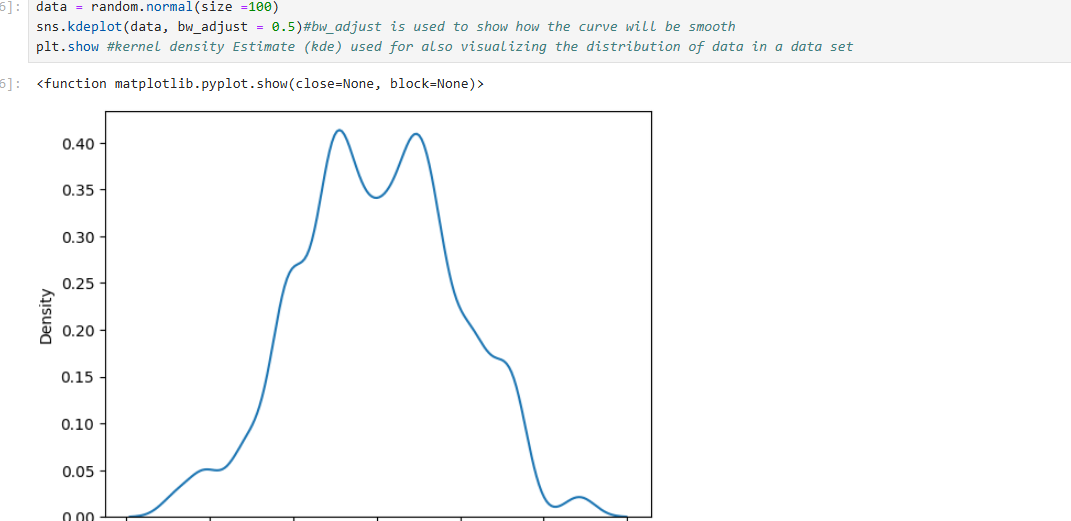 6]:
data = random.normal(size =100)
sns.kdeplot(data, bw_adjust = 0.5)#bw_adjust is used to show how the curve will be smooth
plt.show #kernel density Estimate (kde) used for also visualizing the distribution of data in a data set
6]:
<function matplotlib.pyplot.show(close=None, block=None)>
0.40
0.35
0.30
0.25
Density
0.20
0.15
0.10
0.05
0.00